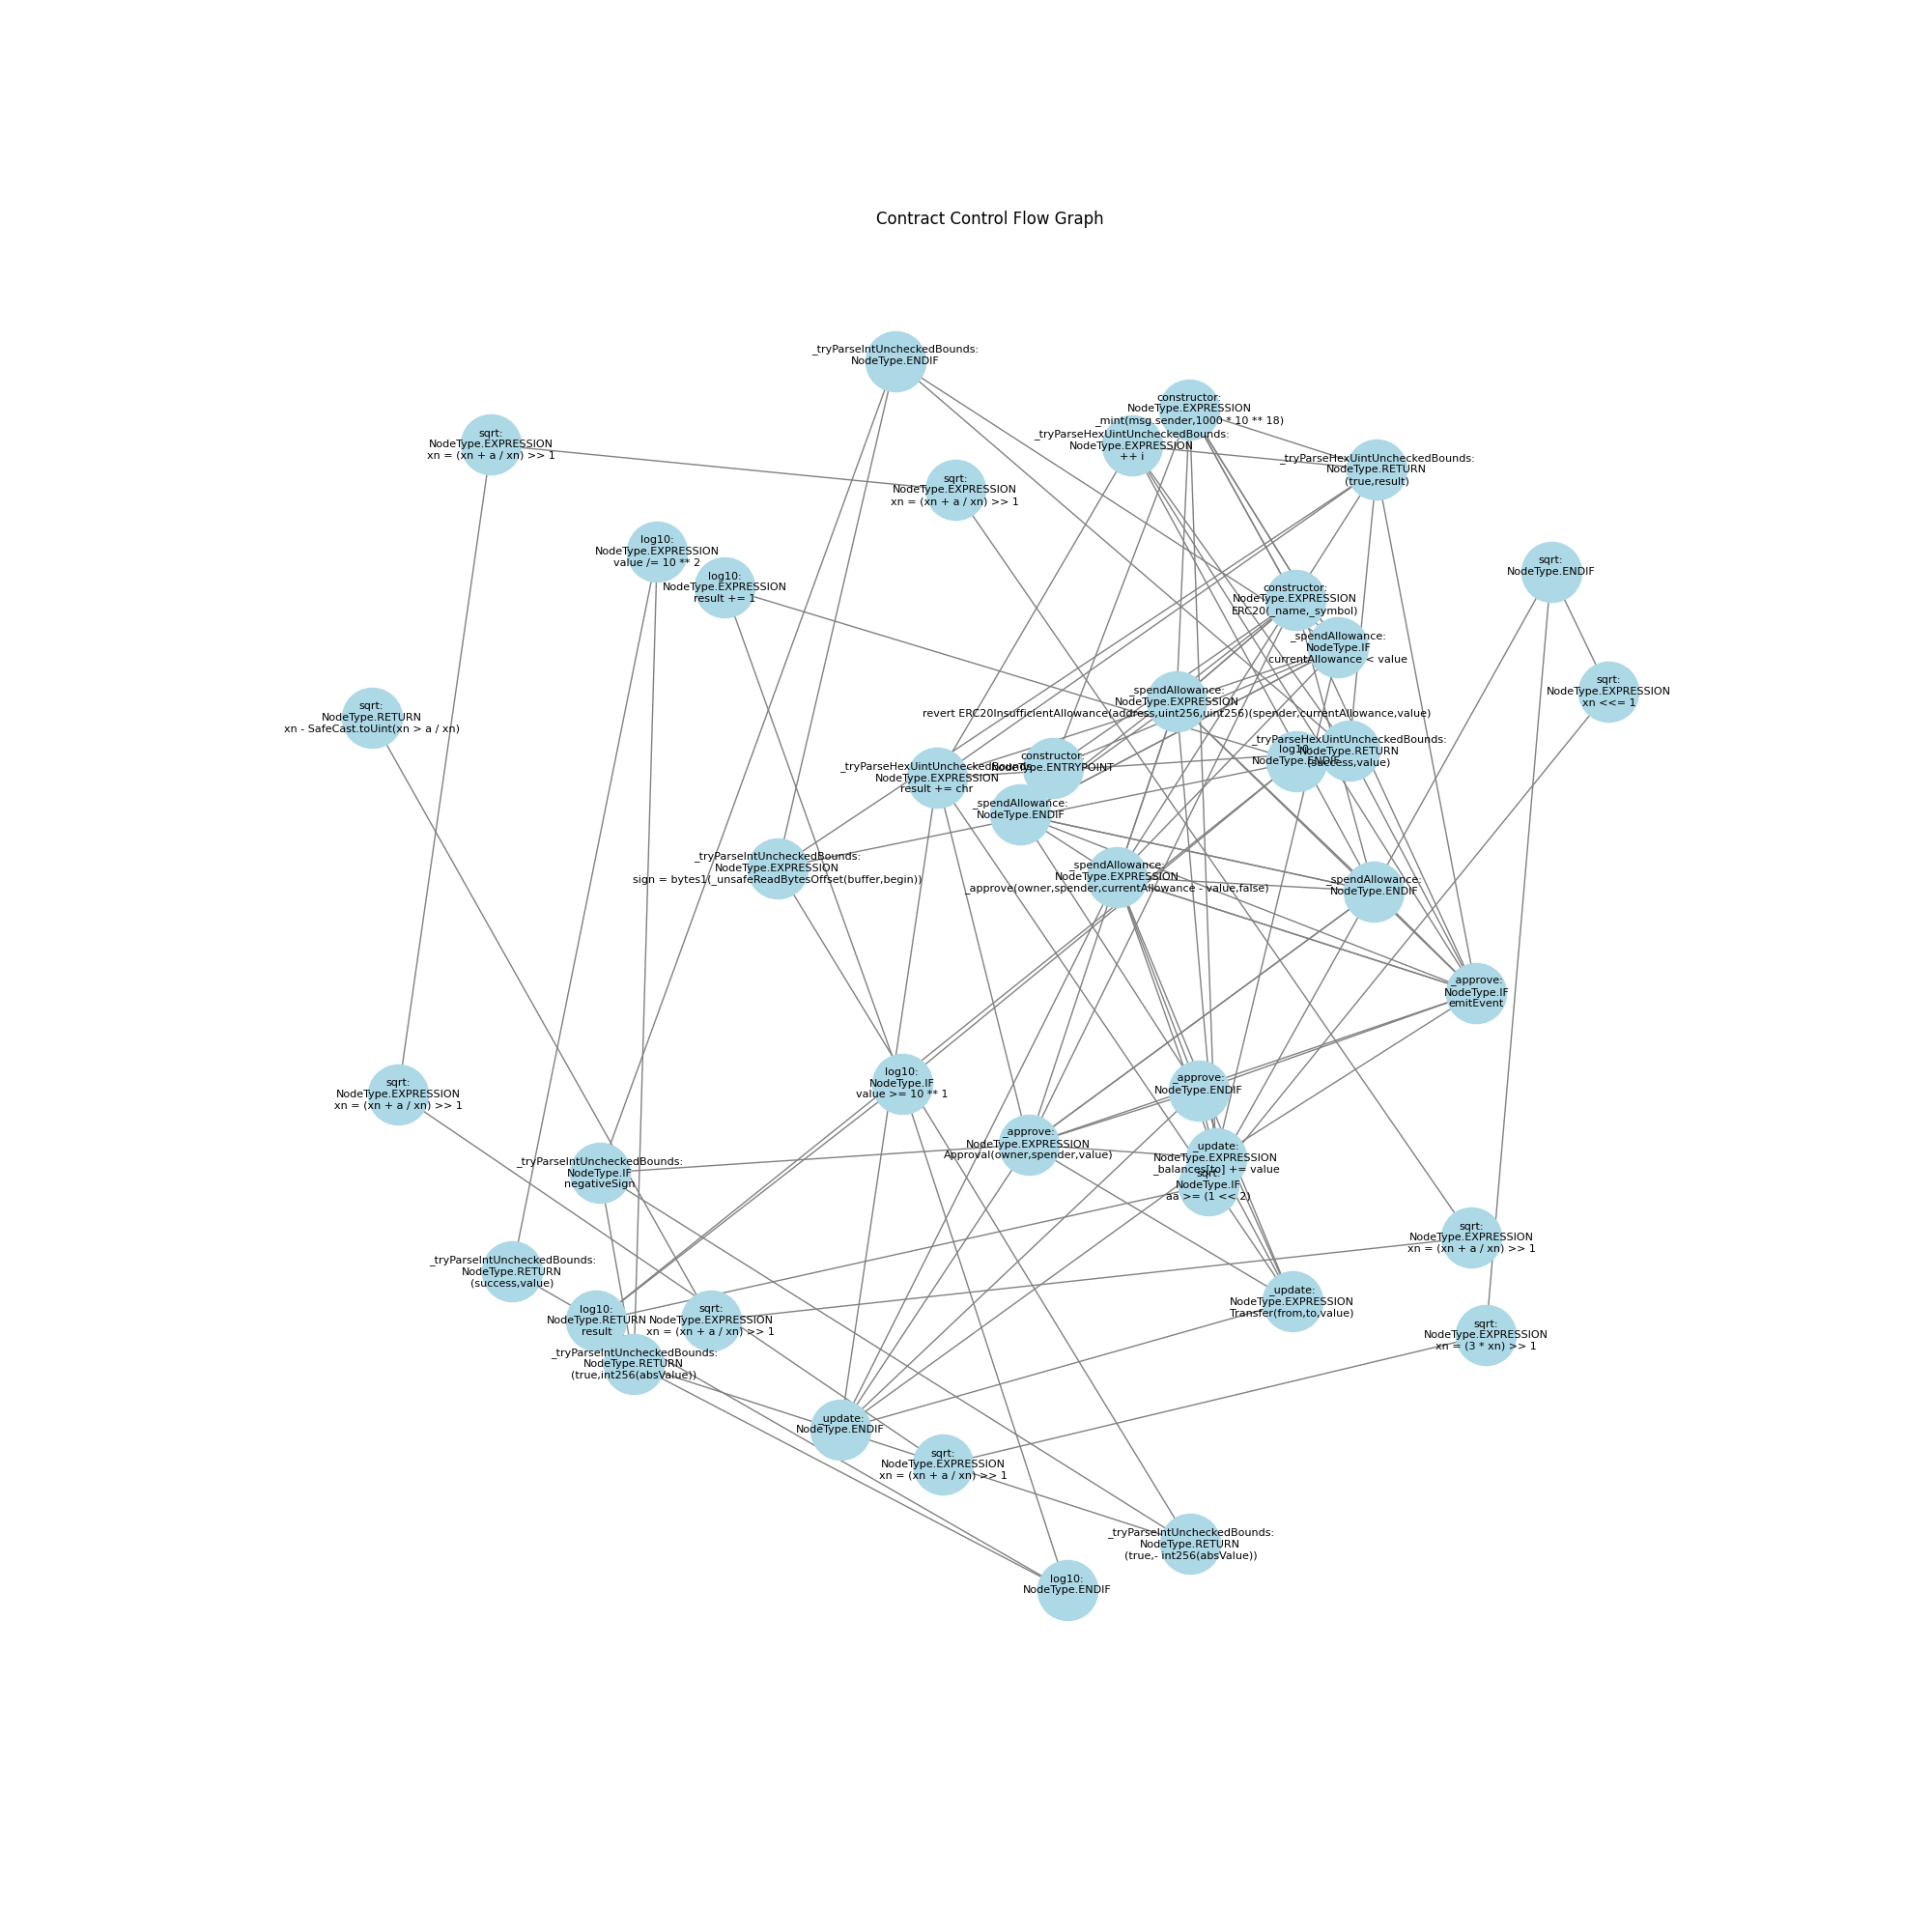 Contract Control Flow Graph
_tryParseIntUncheckedBounds:
NodeType.ENDIF
constructor:
NodeType.EXPRESSION
_mint(msg.sender,1000 * 10 ** 18)
sqrt:
NodeType.EXPRESSION
xn = (xn + a / xn) >> 1
_tryParseHexUintUncheckedBounds:
NodeType.EXPRESSION
++ i
_tryParseHexUintUncheckedBounds:
NodeType.RETURN
(true,result)
sqrt:
NodeType.EXPRESSION
xn = (xn + a / xn) >> 1
log10:
NodeType.EXPRESSION
value /= 10 ** 2
sqrt:
NodeType.ENDIF
log10:
NodeType.EXPRESSION
result += 1
constructor:
NodeType.EXPRESSION
ERC20(_name,_symbol)
_spendAllowance:
NodeType.IF
currentAllowance < value
sqrt:
NodeType.EXPRESSION
xn <<= 1
_spendAllowance:
NodeType.EXPRESSION
revert ERC20InsufficientAllowance(address,uint256,uint256)(spender,currentAllowance,value)
sqrt:
NodeType.RETURN
xn - SafeCast.toUint(xn > a / xn)
_tryParseHexUintUncheckedBounds:
NodeType.RETURN
(success,value)
log10:
NodeType.ENDIF
constructor:
NodeType.ENTRYPOINT
_tryParseHexUintUncheckedBounds:
NodeType.EXPRESSION
result += chr
_spendAllowance:
NodeType.ENDIF
_tryParseIntUncheckedBounds:
NodeType.EXPRESSION
sign = bytes1(_unsafeReadBytesOffset(buffer,begin))
_spendAllowance:
NodeType.EXPRESSION
_approve(owner,spender,currentAllowance - value,false)
_spendAllowance:
NodeType.ENDIF
_approve:
NodeType.IF
emitEvent
log10:
NodeType.IF
value >= 10 ** 1
_approve:
NodeType.ENDIF
sqrt:
NodeType.EXPRESSION
xn = (xn + a / xn) >> 1
_approve:
NodeType.EXPRESSION
Approval(owner,spender,value)
_update:
NodeType.EXPRESSION
_balances[to] += value
_tryParseIntUncheckedBounds:
NodeType.IF
negativeSign
sqrt:
NodeType.IF
aa >= (1 << 2)
sqrt:
NodeType.EXPRESSION
xn = (xn + a / xn) >> 1
_tryParseIntUncheckedBounds:
NodeType.RETURN
(success,value)
_update:
NodeType.EXPRESSION
Transfer(from,to,value)
log10:
NodeType.RETURN
result
sqrt:
NodeType.EXPRESSION
xn = (xn + a / xn) >> 1
sqrt:
NodeType.EXPRESSION
xn = (3 * xn) >> 1
_tryParseIntUncheckedBounds:
NodeType.RETURN
(true,int256(absValue))
_update:
NodeType.ENDIF
sqrt:
NodeType.EXPRESSION
xn = (xn + a / xn) >> 1
_tryParseIntUncheckedBounds:
NodeType.RETURN
(true,- int256(absValue))
log10:
NodeType.ENDIF